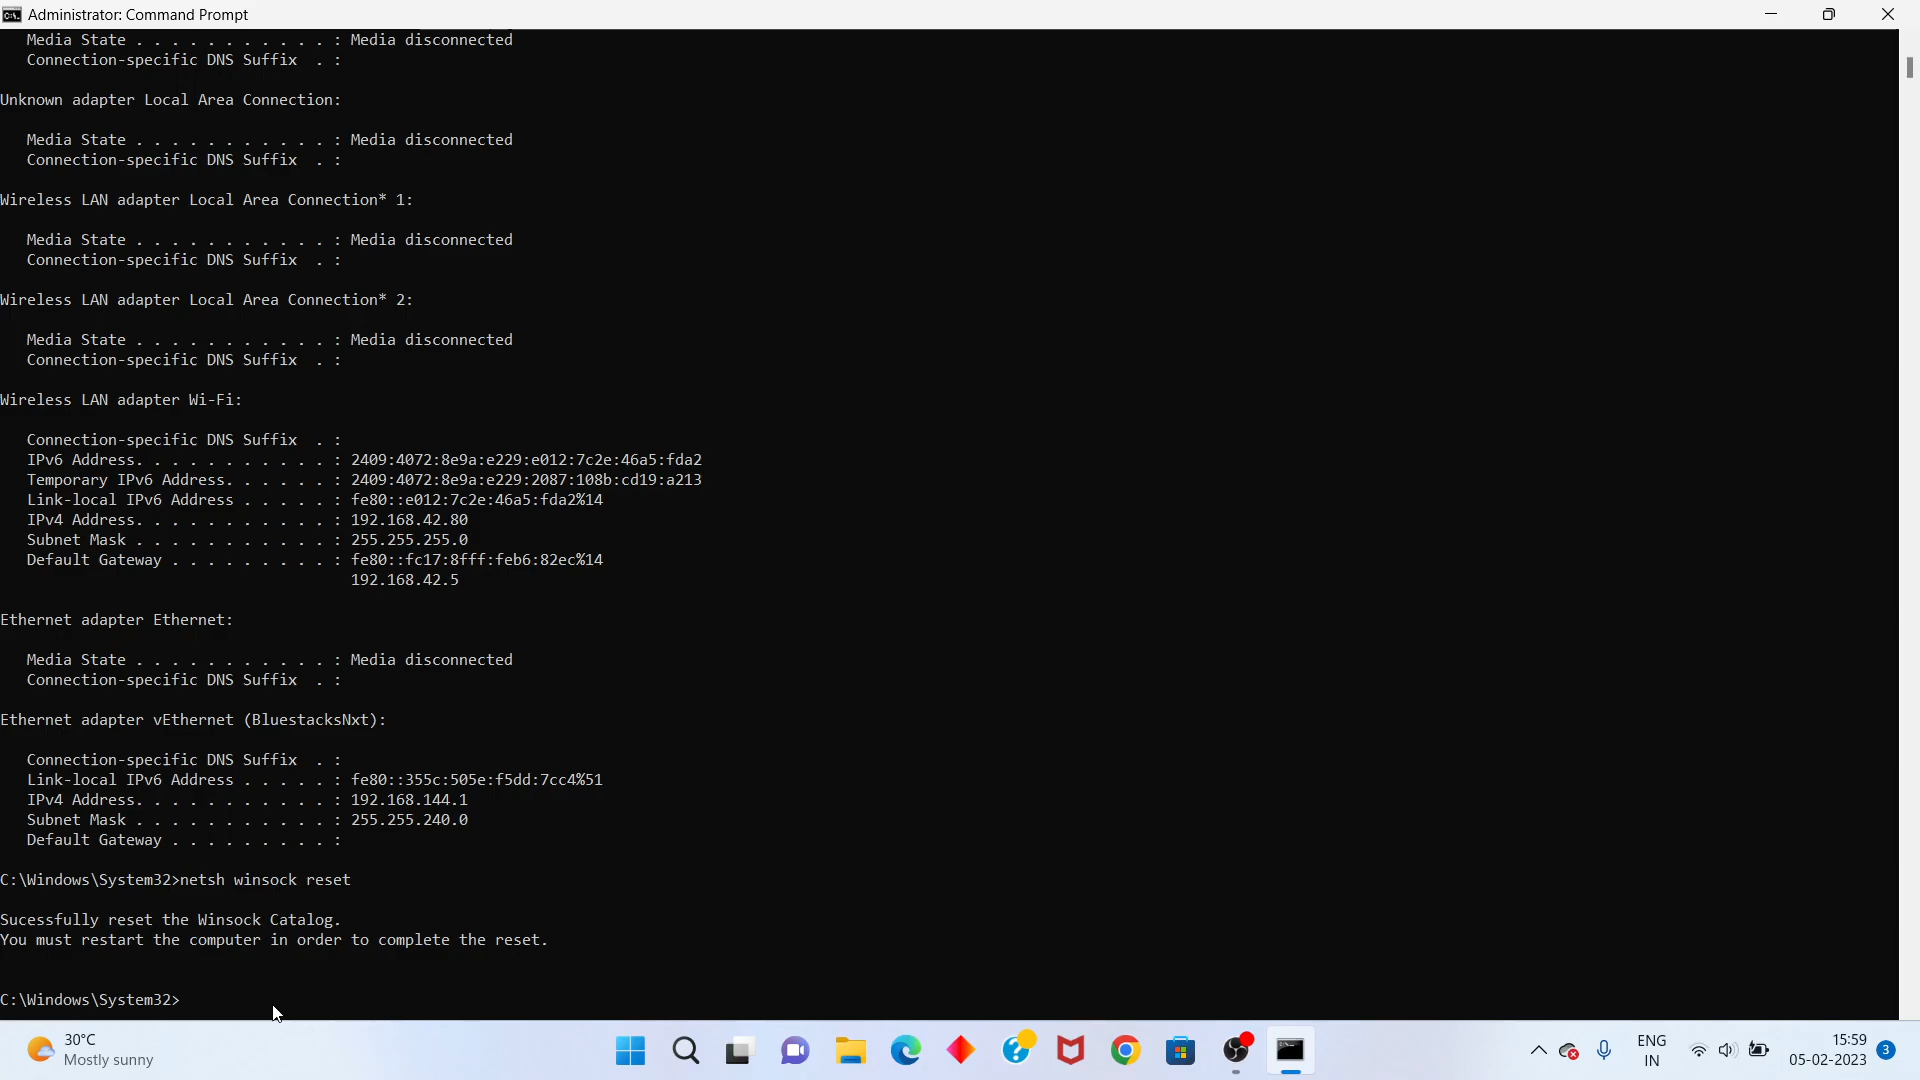 Administrator: Command Prompt
   Media State . . . . . . . . . . . : Media disconnected
   Connection-specific DNS Suffix  . :
Unknown adapter Local Area Connection:
   Media State . . . . . . . . . . . : Media disconnected
   Connection-specific DNS Suffix  . :
Wireless LAN adapter Local Area Connection* 1:
   Media State . . . . . . . . . . . : Media disconnected
   Connection-specific DNS Suffix  . :
Wireless LAN adapter Local Area Connection* 2:
   Media State . . . . . . . . . . . : Media disconnected
   Connection-specific DNS Suffix  . :
Wireless LAN adapter Wi-Fi:
   Connection-specific DNS Suffix  . :
   IPv6 Address. . . . . . . . . . . : 2409:4072:8e9a:e229:e012:7c2e:46a5:fda2
   Temporary IPv6 Address. . . . . . : 2409:4072:8e9a:e229:2087:108b:cd19:a213
   Link-local IPv6 Address . . . . . : fe80::e012:7c2e:46a5:fda2%14
   IPv4 Address. . . . . . . . . . . : 192.168.42.80
   Subnet Mask . . . . . . . . . . . : 255.255.255.0
   Default Gateway . . . . . . . . . : fe80::fc17:8fff:feb6:82ec%14
                                       192.168.42.5
Ethernet adapter Ethernet:
   Media State . . . . . . . . . . . : Media disconnected
   Connection-specific DNS Suffix  . :
Ethernet adapter vEthernet (BluestacksNxt):
   Connection-specific DNS Suffix  . :
   Link-local IPv6 Address . . . . . : fe80::355c:505e:f5dd:7cc4%51
   IPv4 Address. . . . . . . . . . . : 192.168.144.1
   Subnet Mask . . . . . . . . . . . : 255.255.240.0
   Default Gateway . . . . . . . . . :
C:\Windows\System32>netsh winsock reset
Sucessfully reset the Winsock Catalog.
You must restart the computer in order to complete the reset.
C:\Windows\System32>
30°C
Mostly sunny
ENG
IN
15:59
05-02-2023
3